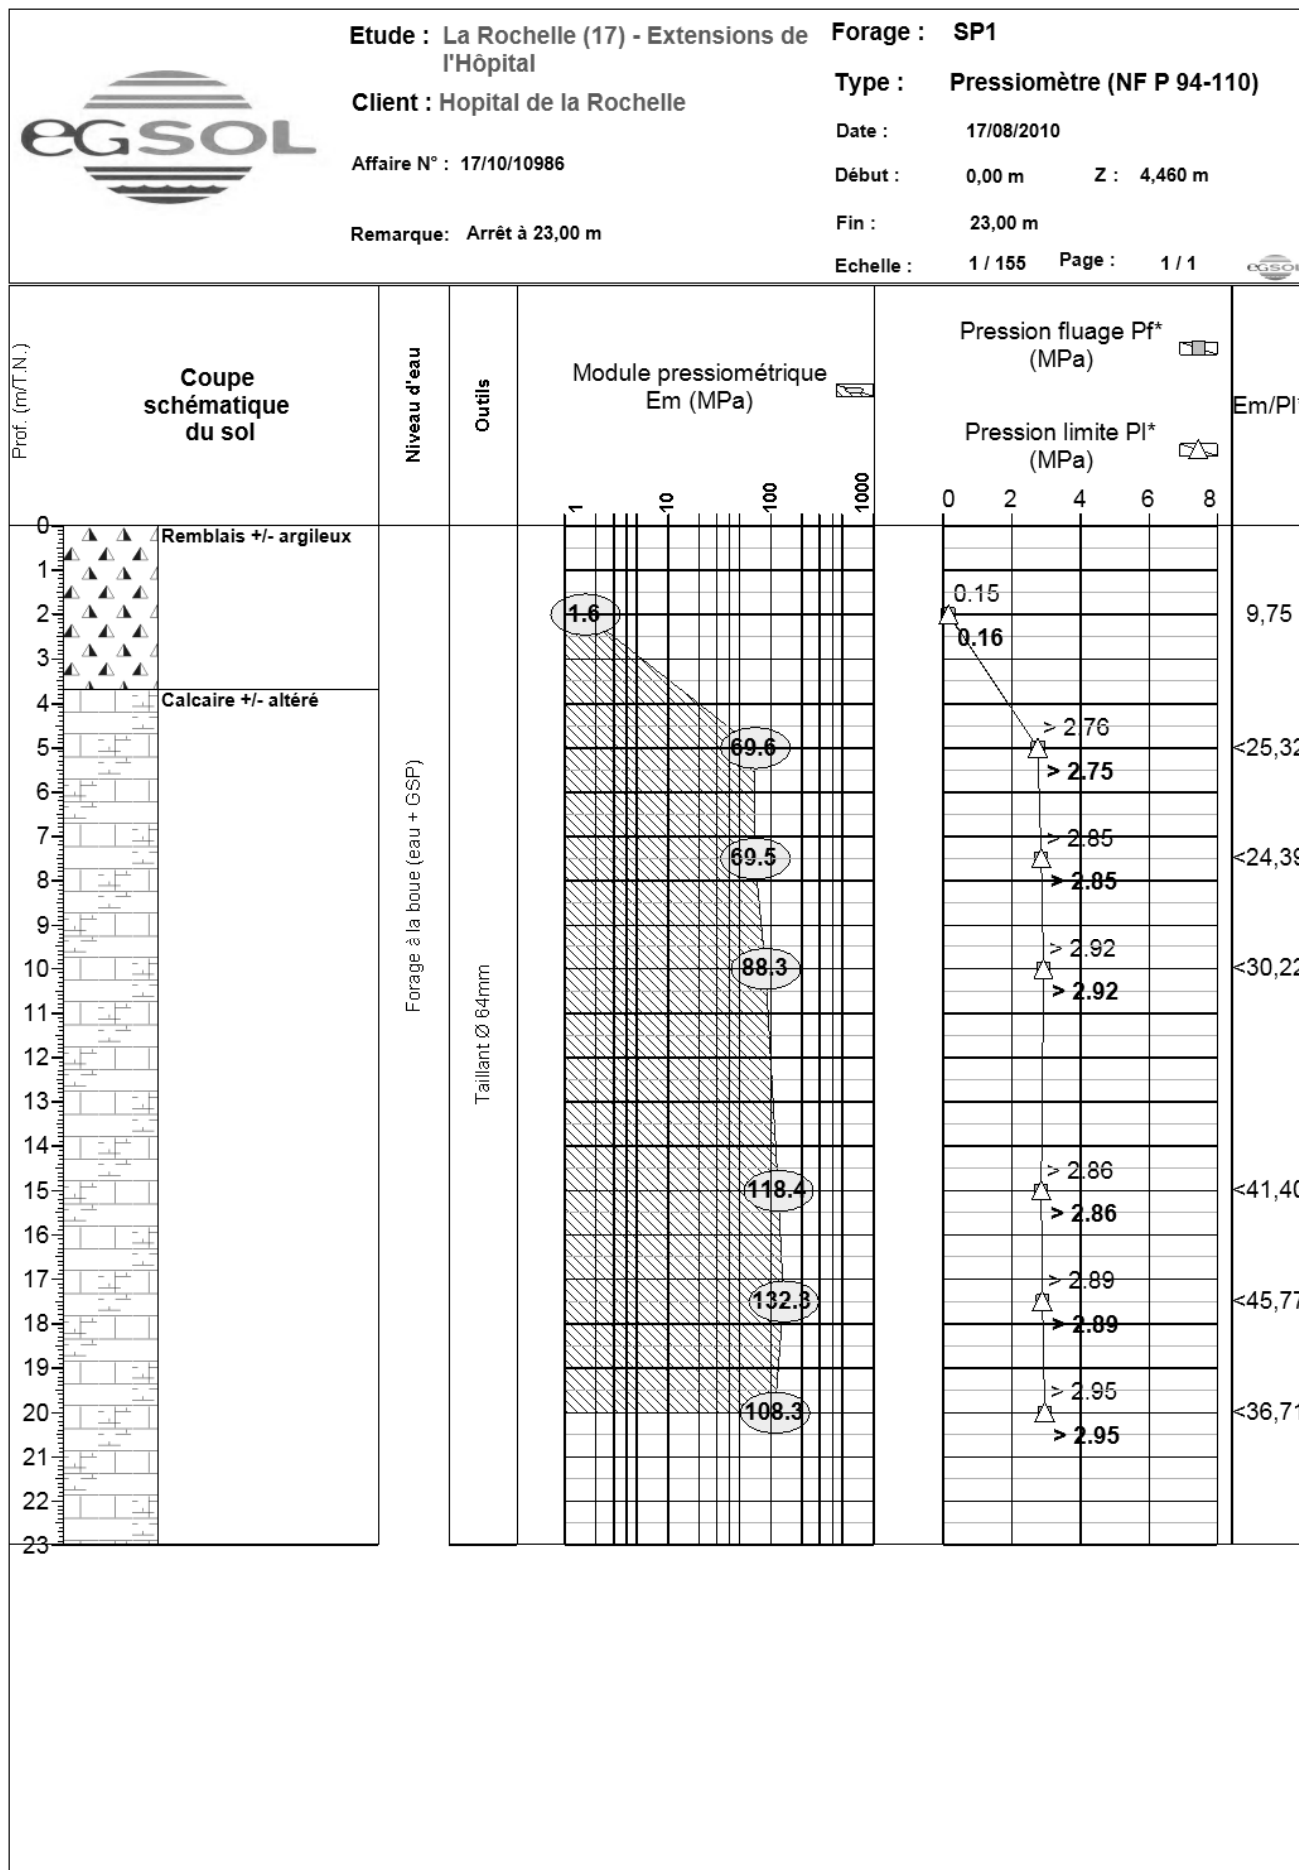 eGSOL
Etude : La Rochelle (17) - Extensions de
l'Hôpital
Client : Hopital de la Rochelle
Affaire N° : 17/10/10986
Remarque: Arrêt à 23,00 m
Forage : SP1
Type : Pressiomètre (NF P 94-110)
Date : 17/08/2010
Début : 0,00 m Z : 4,460 m
Fin : 23,00 m
Echelle : 1 / 155 Page : 1 / 1
eGSOL
Prof. (m/T.N.)
Coupe
schématique
du sol
Niveau d'eau
Outils
Module pressiométrique
Em (MPa)
1 10 100 1000
Pression fluage Pf*
(MPa)
Pression limite Pl*
(MPa)
0 2 4 6 8
Em/Pl*
0
Remblais +/- argileux
1
0.15
2 1.6 9,75
0.16
3
4
Calcaire +/- altéré
> 2.76
5 69.6 <25,32
> 2.75
6
7
> 2.85
69.5 <24,39
8
> 2.85
9
> 2.92
10 88.3 <30,22
> 2.92
11
12
13
14
> 2.86
15 118.4 <41,40
> 2.86
16
17
> 2.89
132.3 <45,77
18
> 2.89
19
> 2.95
20 108.3 <36,71
> 2.95
21
22
23
Forage à la boue (eau + GSP)
Taillant Ø 64mm